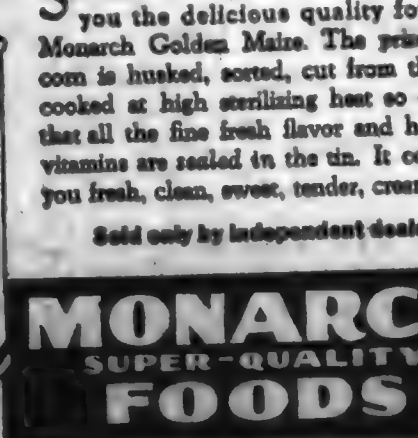 you the delicious quality fo
Monarch Golden Maize. The
corn is husked, sorted, cut from t
cooked at high sterilizing heat so
that all the fine fresh flavor and h
vitamins are sealed in the tin. It c
you fresh, clean, sweet, tender, crea
Sold only by independent deale
MONARC
SUPER-QUALITY
FOODS